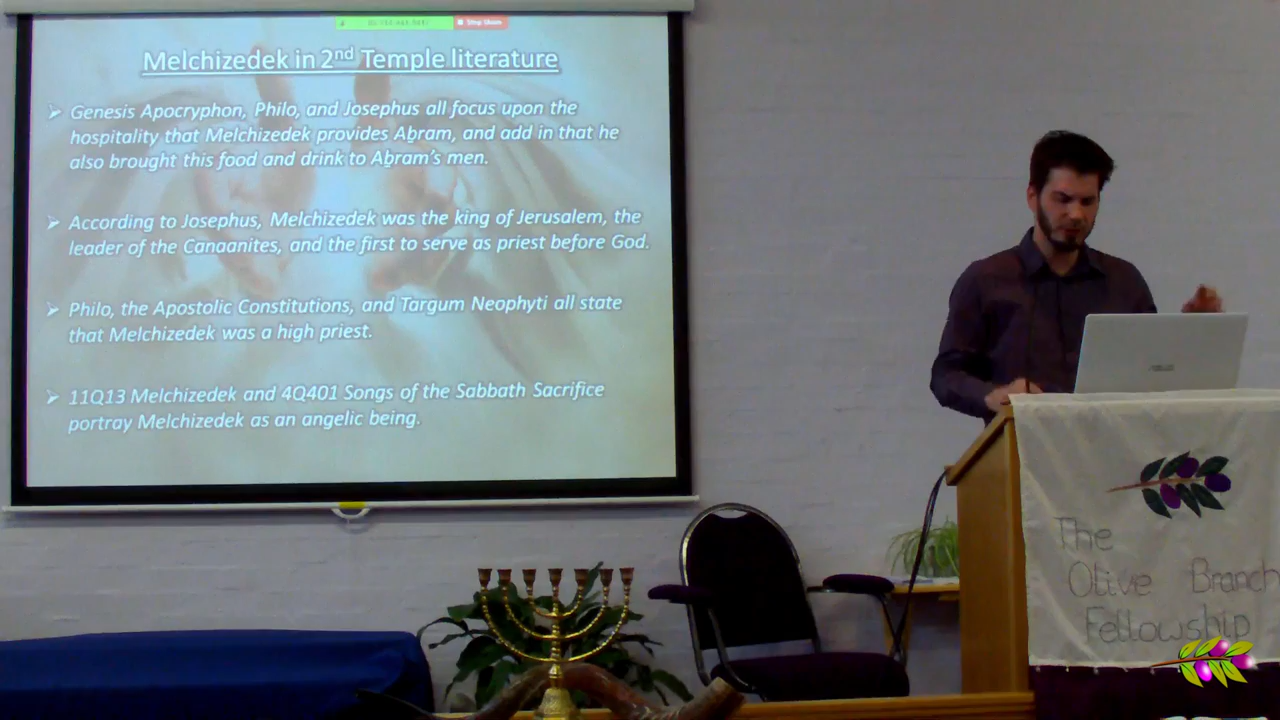 Stop Share
Melchizedek in 2nd Temple literature
➢ Genesis Apocryphon, Philo, and Josephus all focus upon the
hospitality that Melchizedek provides Abram, and add in that he
also brought this food and drink to Abram's men.
➢ According to Josephus, Melchizedek was the king of Jerusalem, the
leader of the Canaanites, and the first to serve as priest before God.
➢ Philo, the Apostolic Constitutions, and Targum Neophyti all state
that Melchizedek was a high priest.
➢ 11Q13 Melchizedek and 4Q401 Songs of the Sabbath Sacrifice
portray Melchizedek as an angelic being.
ASUS
The
Olive Branch
Fellowship